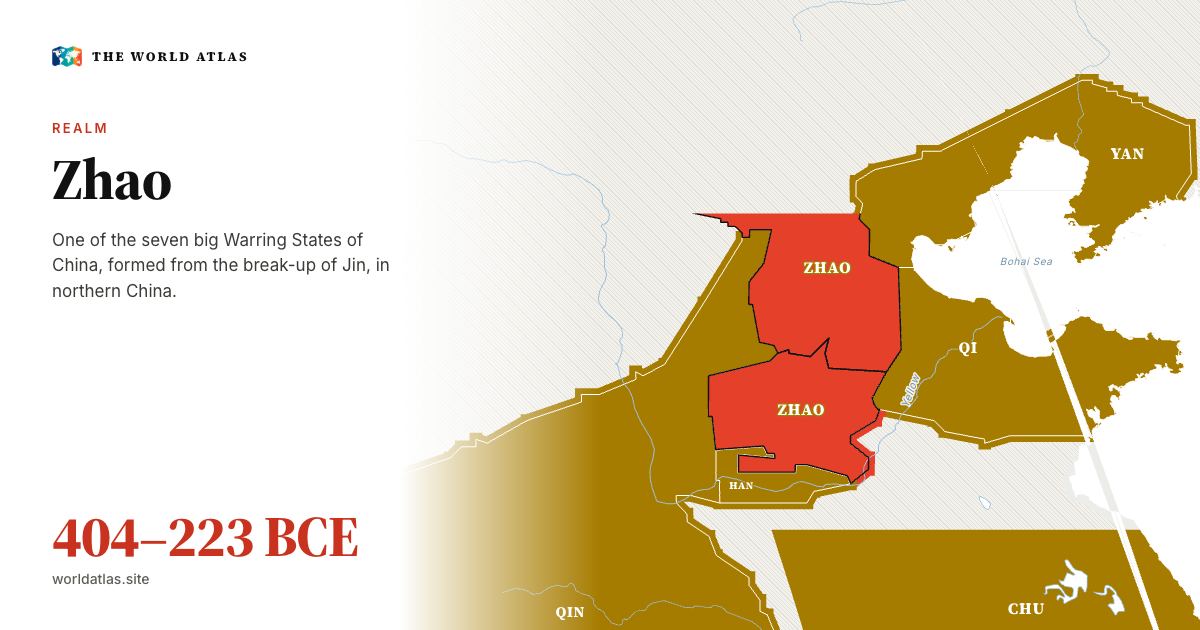 THE WORLD ATLAS
REALM
Zhao
One of the seven big Warring States of
China, formed from the break-up of Jin, in
northern China.
404–223 BCE
worldatlas.site
YAN
ZHAO
Bohai Sea
QI
Yellow
ZHAO
HAN
QIN
CHU